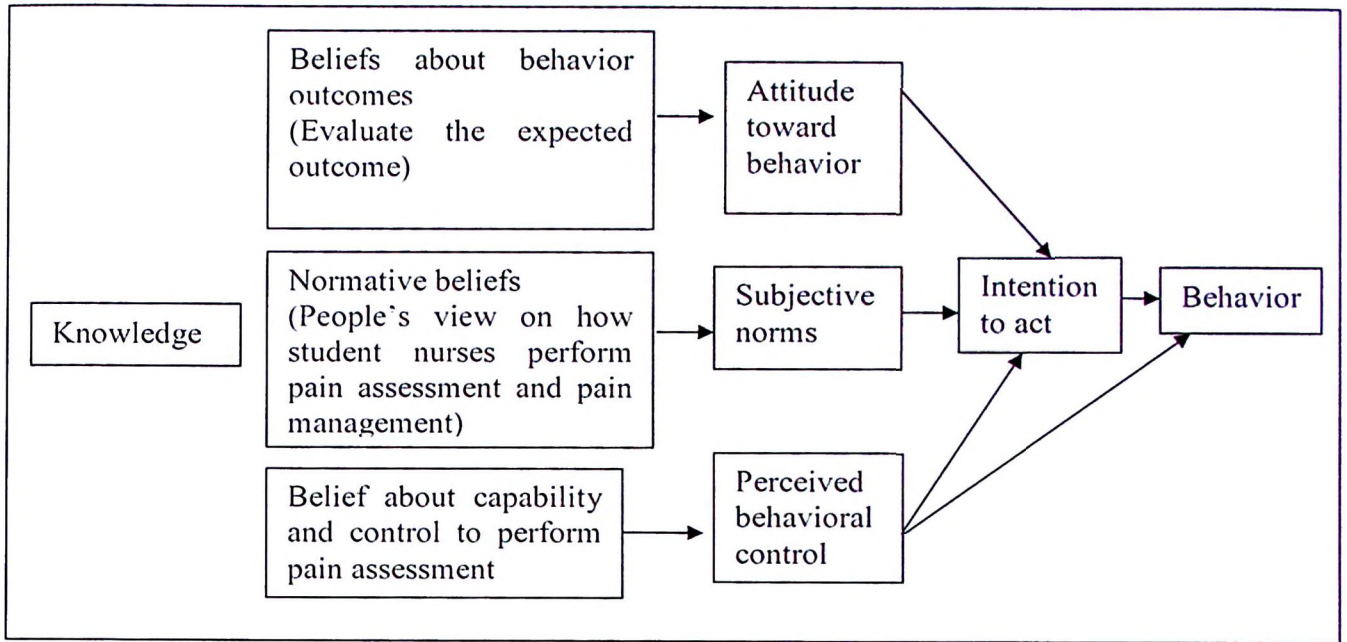 Knowledge
Beliefs about behavior
outcomes
(Evaluate the expected
outcome)
Normative beliefs
(People's view on how
student nurses perform
pain assessment and pain
management)
Belief about capability
and control to perform
pain assessment
Attitude
toward
behavior
Subjective
norms
Perceived
behavioral
control
Intention
to act
Behavior